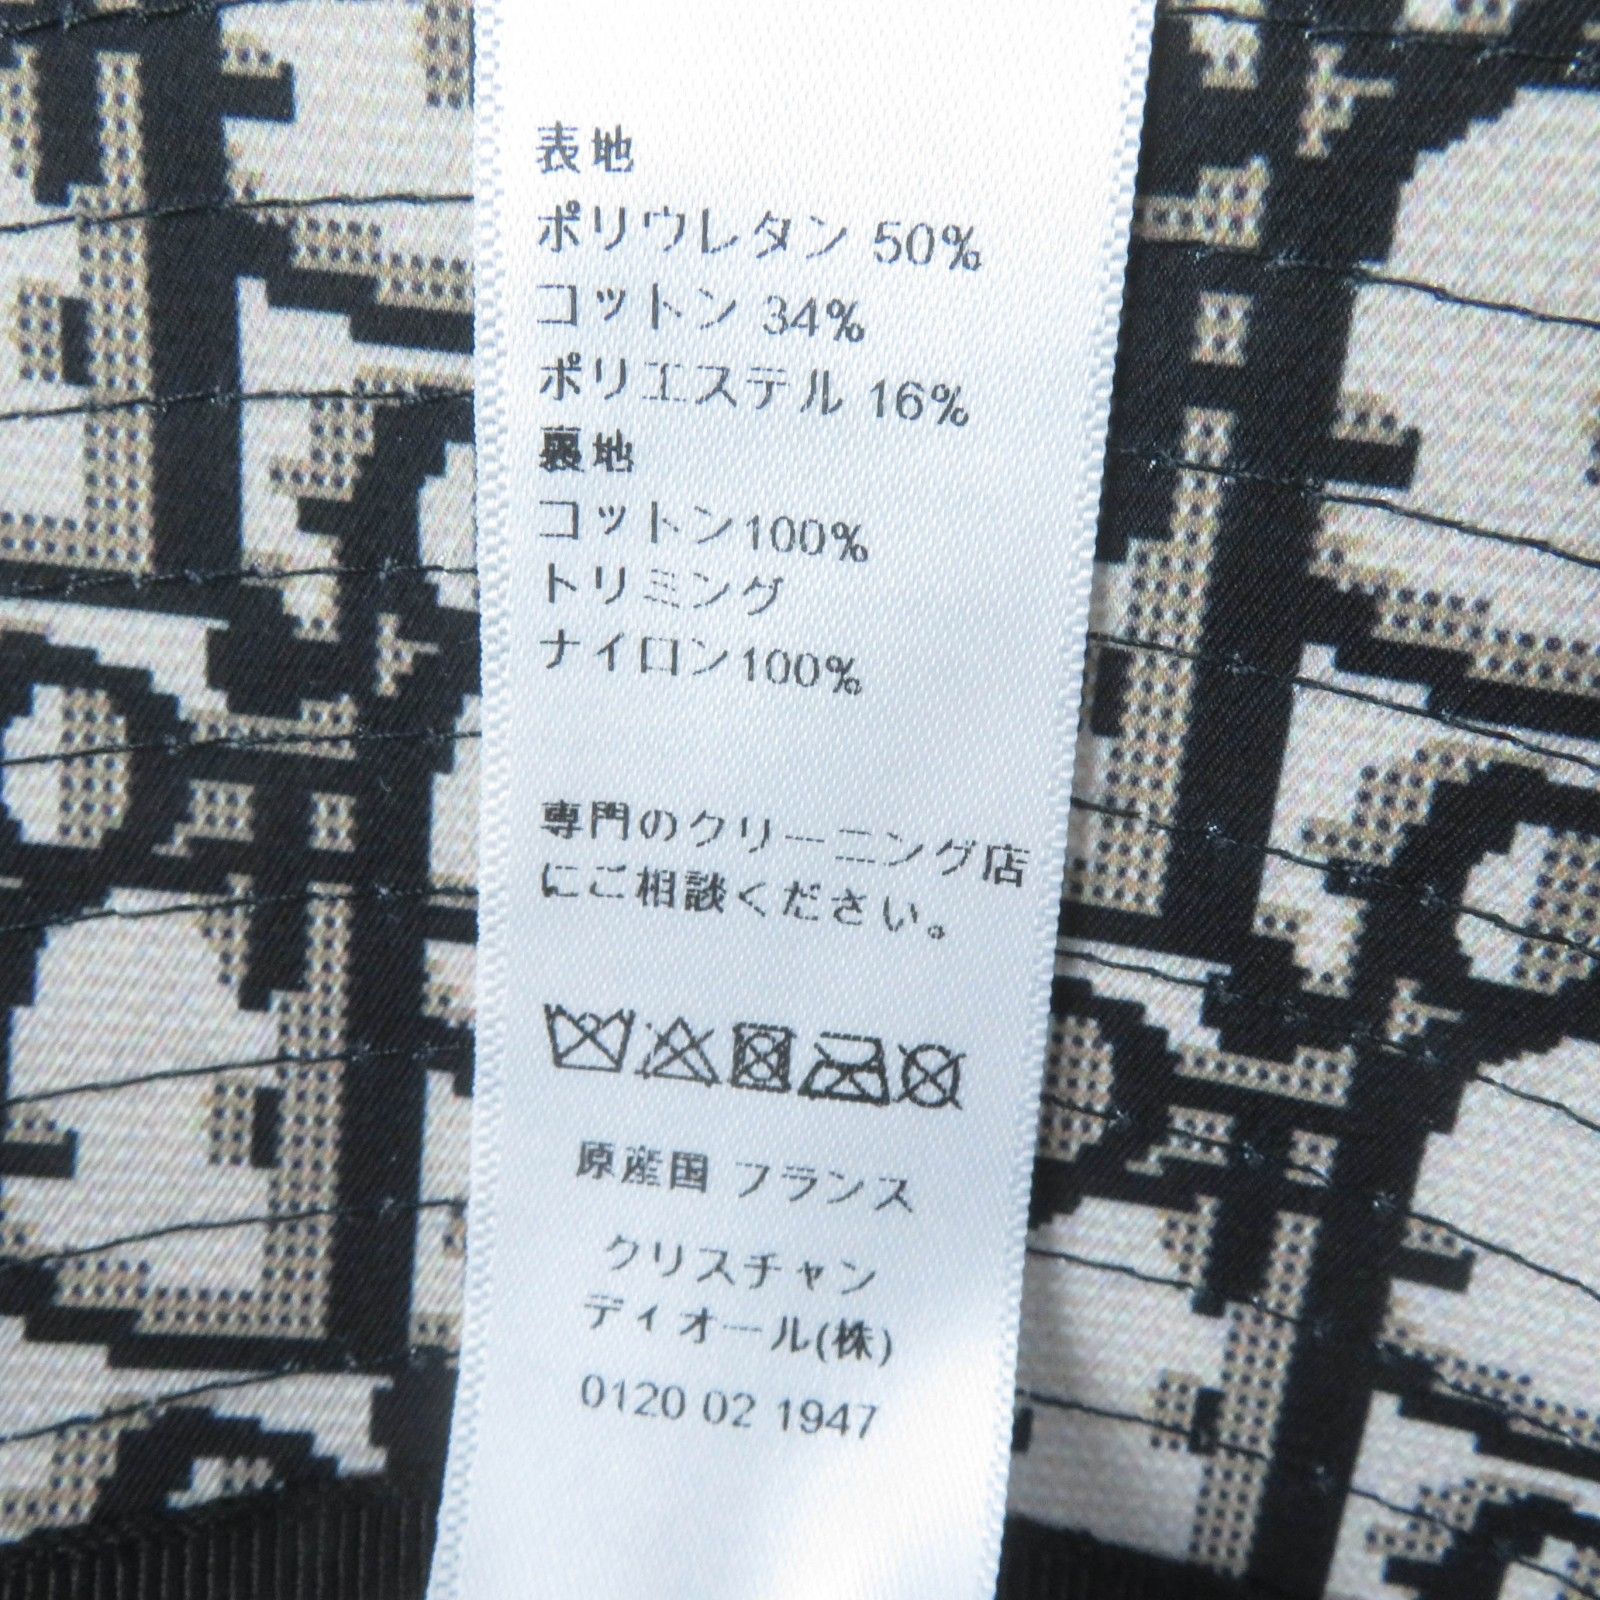 表地
ポリウレタン 50%
コットン 34%
ポリエステル 16%
裏地
コットン100%
トリミング
ナイロン100%
専門のクリーニング店
にご相談ください。
原産国 フランス
クリスチャン
ディオール(株)
0120 02 1947